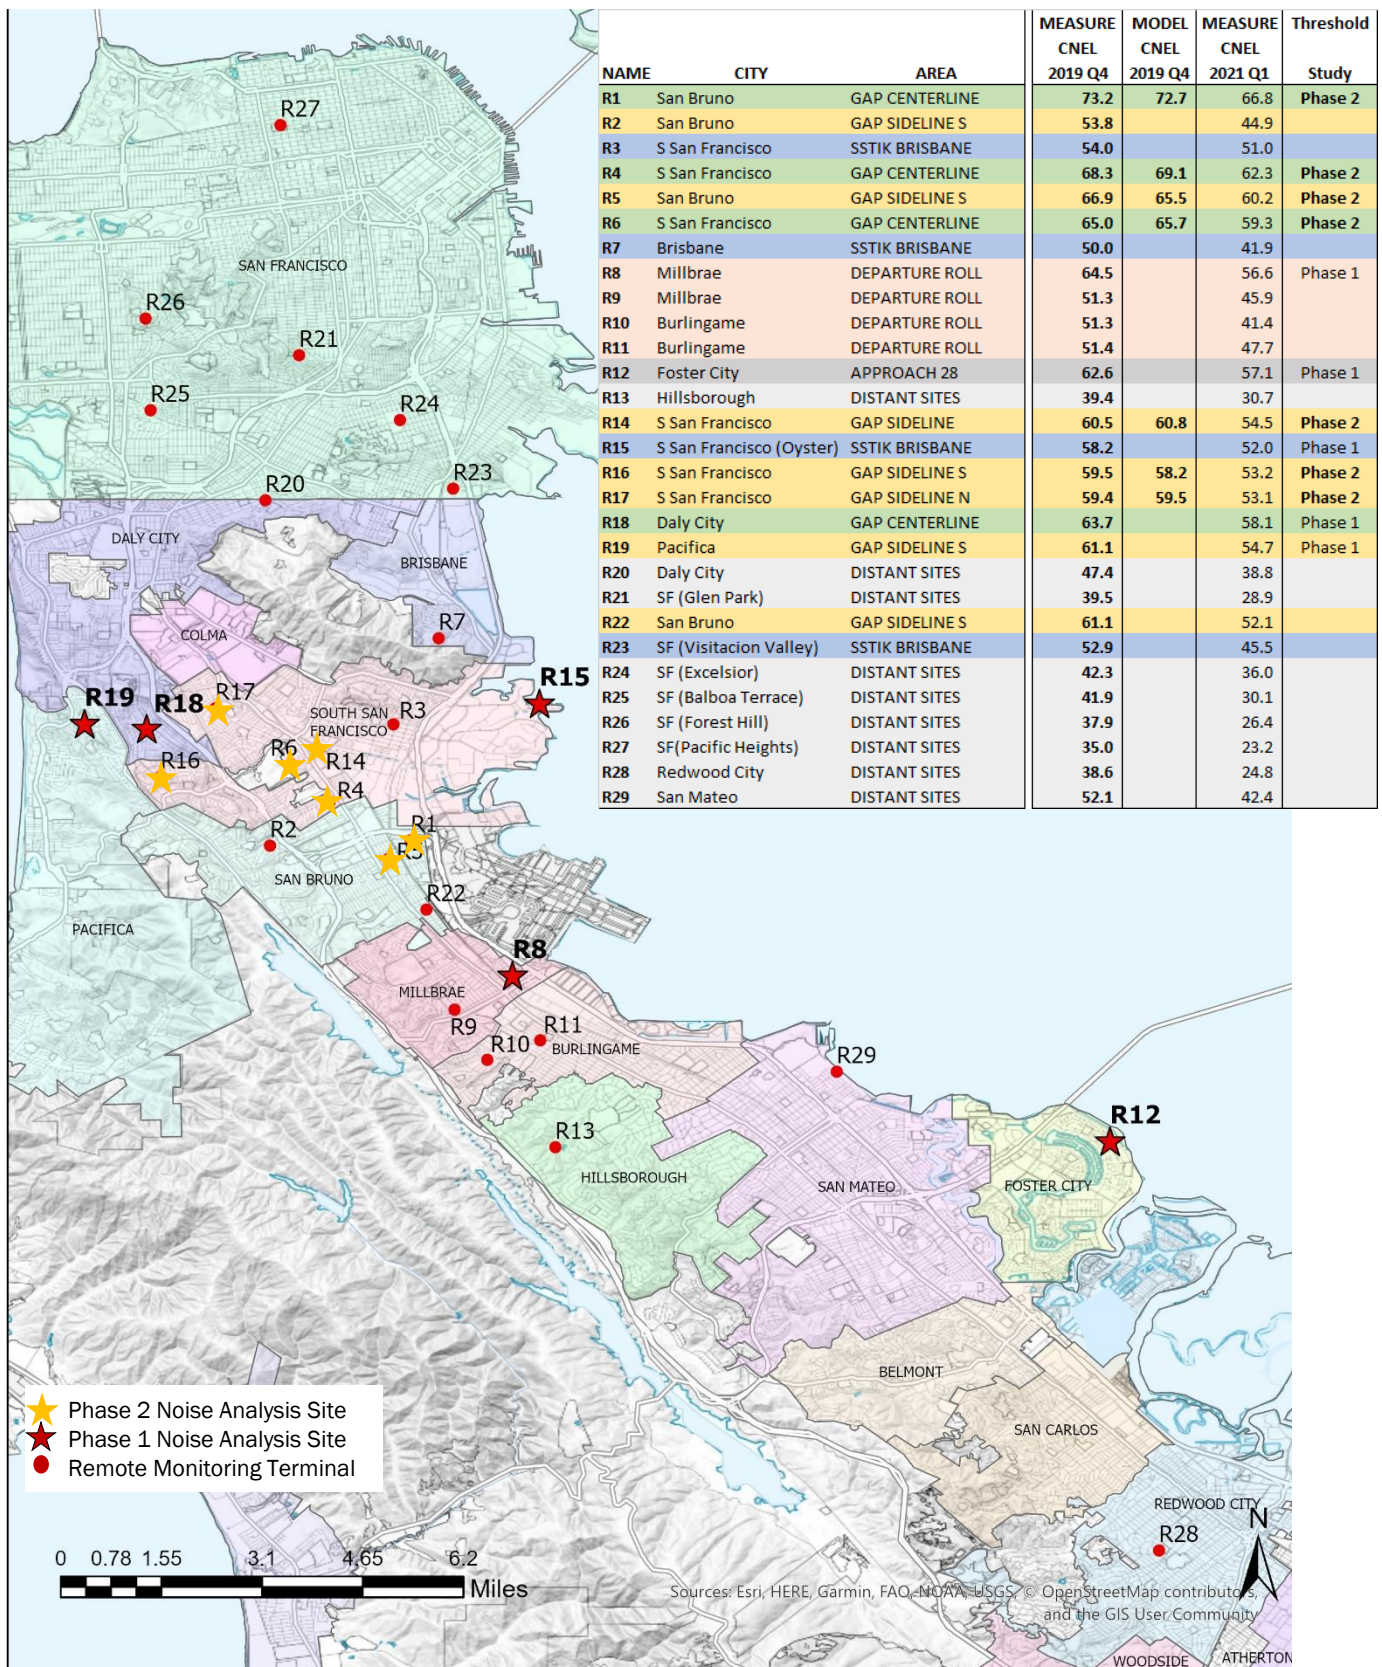 MEASURE MODEL MEASURE Threshold
CNEL CNEL CNEL
NAME CITY AREA 2019 Q4 2019 Q4 2021 Q1 Study
R1 San Bruno GAP CENTERLINE 73.2 72.7 66.8 Phase 2
R2 San Bruno GAP SIDELINE S 53.8 44.9
R3 S San Francisco SSTIK BRISBANE 54.0 51.0
R4 S San Francisco GAP CENTERLINE 68.3 69.1 62.3 Phase 2
R5 San Bruno GAP SIDELINE S 66.9 65.5 60.2 Phase 2
R6 S San Francisco GAP CENTERLINE 65.0 65.7 59.3 Phase 2
R7 Brisbane SSTIK BRISBANE 50.0 41.9
R8 Millbrae DEPARTURE ROLL 64.5 56.6 Phase 1
R9 Millbrae DEPARTURE ROLL 51.3 45.9
R10 Burlingame DEPARTURE ROLL 51.3 41.4
R11 Burlingame DEPARTURE ROLL 51.4 47.7
R12 Foster City APPROACH 28 62.6 57.1 Phase 1
R13 Hillsborough DISTANT SITES 39.4 30.7
R14 S San Francisco GAP SIDELINE 60.5 60.8 54.5 Phase 2
R15 S San Francisco (Oyster) SSTIK BRISBANE 58.2 52.0 Phase 1
R16 S San Francisco GAP SIDELINE S 59.5 58.2 53.2 Phase 2
R17 S San Francisco GAP SIDELINE N 59.4 59.5 53.1 Phase 2
R18 Daly City GAP CENTERLINE 63.7 58.1 Phase 1
R19 Pacifica GAP SIDELINE S 61.1 54.7 Phase 1
R20 Daly City DISTANT SITES 47.4 38.8
R21 SF (Glen Park) DISTANT SITES 39.5 28.9
R22 San Bruno GAP SIDELINE S 61.1 52.1
R23 SF (Visitacion Valley) SSTIK BRISBANE 52.9 45.5
R24 SF (Excelsior) DISTANT SITES 42.3 36.0
R25 SF (Balboa Terrace) DISTANT SITES 41.9 30.1
R26 SF (Forest Hill) DISTANT SITES 37.9 26.4
R27 SF(Pacific Heights) DISTANT SITES 35.0 23.2
R28 Redwood City DISTANT SITES 38.6 24.8
R29 San Mateo DISTANT SITES 52.1 42.4
R27
SAN FRANCISCO
R26
R21
R25
R24
R20
R23
DALY CITY
BRISBANE
R7
COLMA
R19
R18
R17
R15
SOUTH SAN
FRANCISCO
R3
R6
R14
R16
R4
R2
R1
R5
SAN BRUNO
R22
PACIFICA
R8
MILLBRAE
R9
R11
R10
BURLINGAME
R29
R12
R13
HILLSBOROUGH
SAN MATEO
FOSTER CITY
BELMONT
SAN CARLOS
Phase 2 Noise Analysis Site
Phase 1 Noise Analysis Site
Remote Monitoring Terminal
REDWOOD CITY
N
R28
0 0.78 1.55 3.1 4.65 6.2
Miles
Sources: Esri, HERE, Garmin, FAO, NOAA, USGS, © OpenStreetMap contributors,
and the GIS User Community
WOODSIDE
ATHERTON